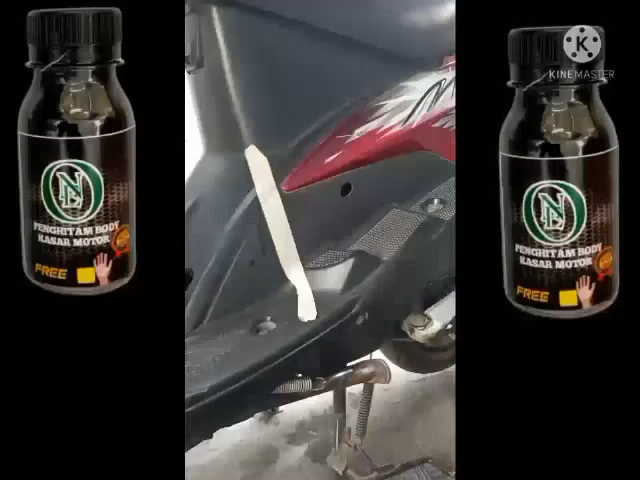 PENGHITAM BODY
KASAR MOTOR
FREE
K
KINEMASTER
PENGHITAM BODY
KASAR MOTOR
FREE